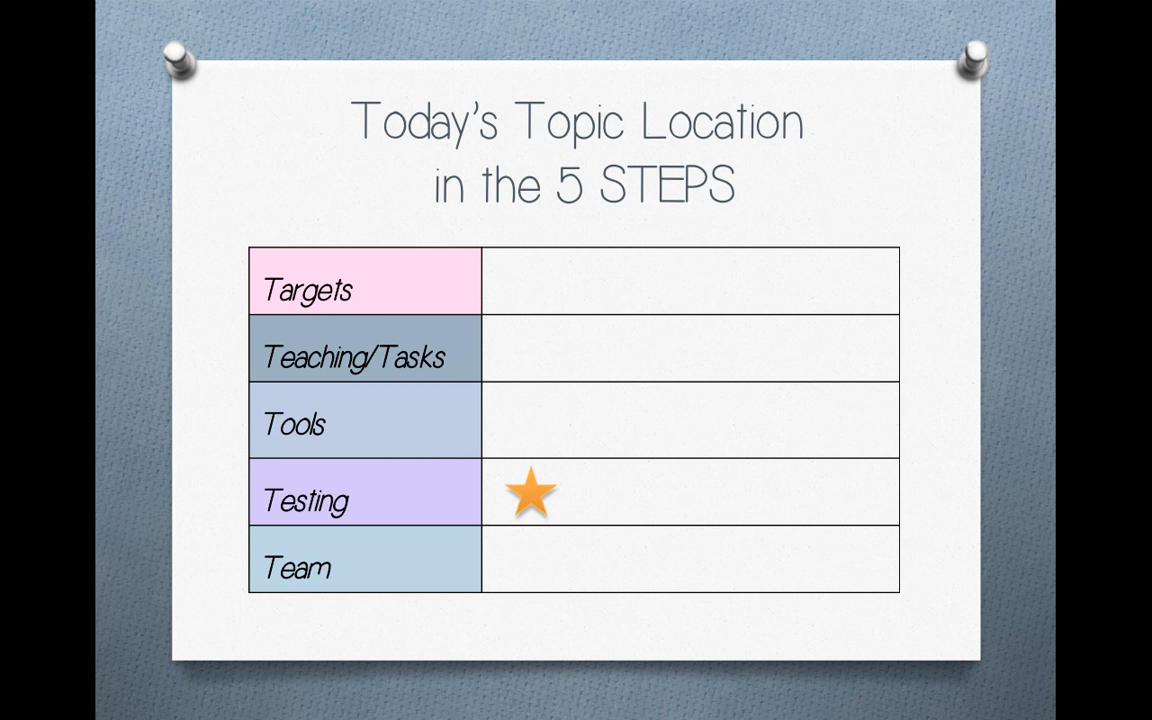 Today's Topic Location
in the 5 STEPS
Targets
Teaching/Tasks
Tools
Testing
Team